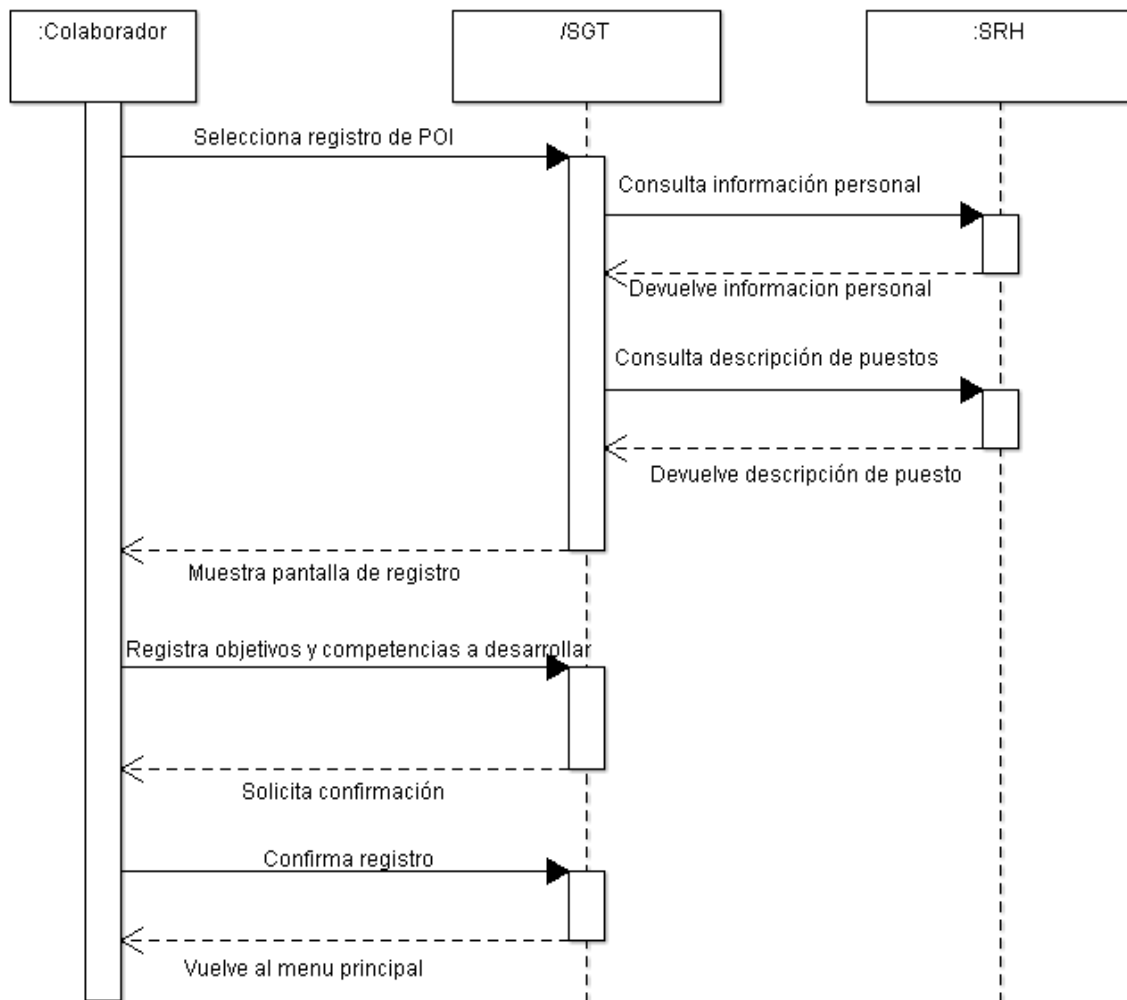 :Colaborador
/SGT
:SRH
Selecciona registro de POI
Consulta información personal
Devuelve informacion personal
Consulta descripción de puestos
Devuelve descripción de puesto
Muestra pantalla de registro
Registra objetivos y competencias a desarrollar
Solicita confirmación
Confirma registro
Vuelve al menu principal